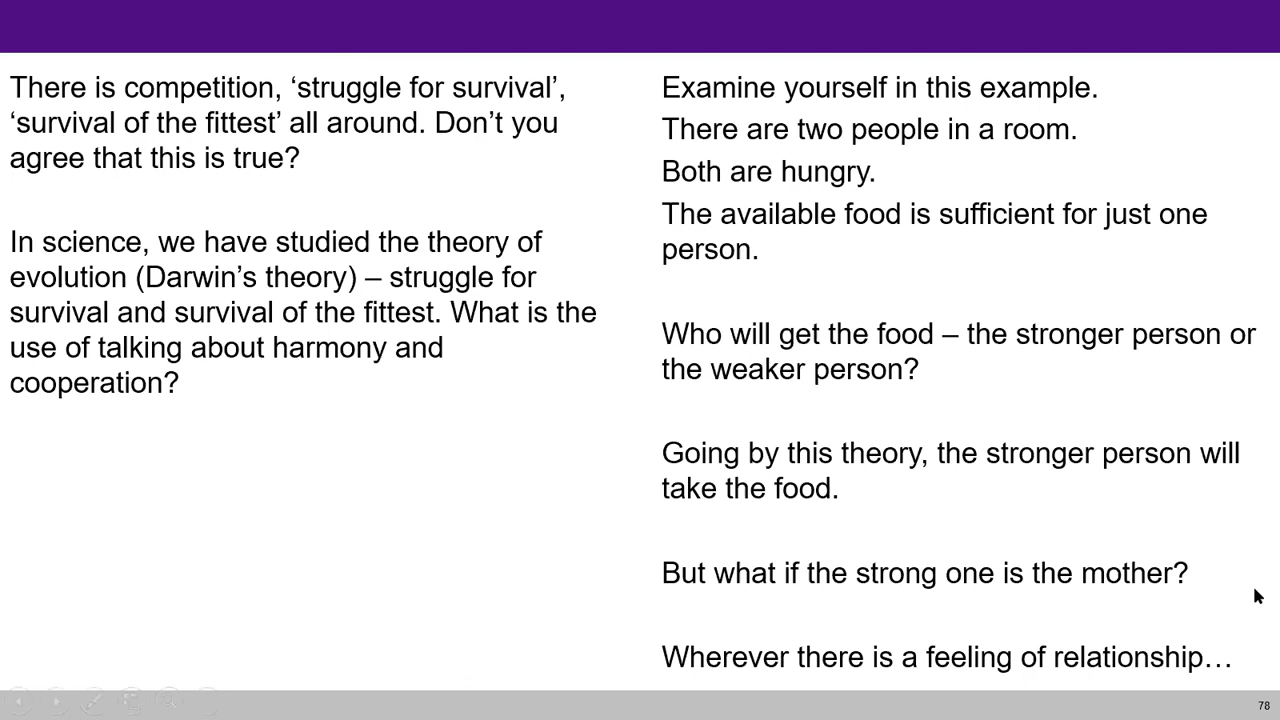 There is competition, ‘struggle for survival’,
‘survival of the fittest’ all around. Don’t you
agree that this is true?
In science, we have studied the theory of
evolution (Darwin’s theory) – struggle for
survival and survival of the fittest. What is the
use of talking about harmony and
cooperation?
Examine yourself in this example.
There are two people in a room.
Both are hungry.
The available food is sufficient for just one
person.
Who will get the food – the stronger person or
the weaker person?
Going by this theory, the stronger person will
take the food.
But what if the strong one is the mother?
Wherever there is a feeling of relationship…
78